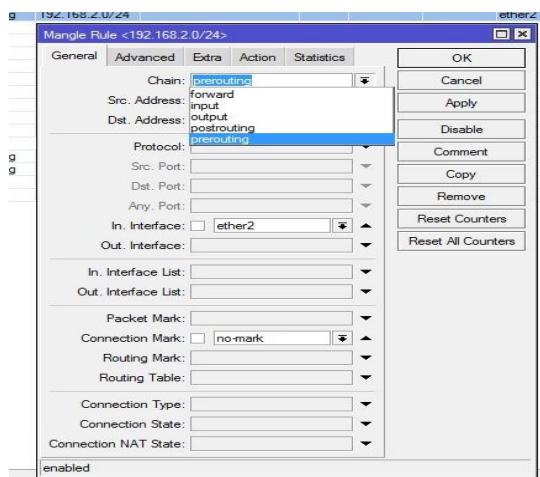 192.168.2.0/24 ether2
Mangle Rule <192.168.2.0/24>
General Advanced Extra Action Statistics
OK
Chain: prerouting
Cancel
forward
input
output
postrouting
prerouting
Src. Address:
Apply
Dst. Address:
Disable
Protocol:
Comment
Src. Port:
Copy
Dst. Port:
Remove
Any. Port:
Reset Counters
In. Interface: ether2
Reset All Counters
Out. Interface:
In. Interface List:
Out. Interface List:
Packet Mark:
Connection Mark: no-mark
Routing Mark:
Routing Table:
Connection Type:
Connection State:
Connection NAT State:
enabled